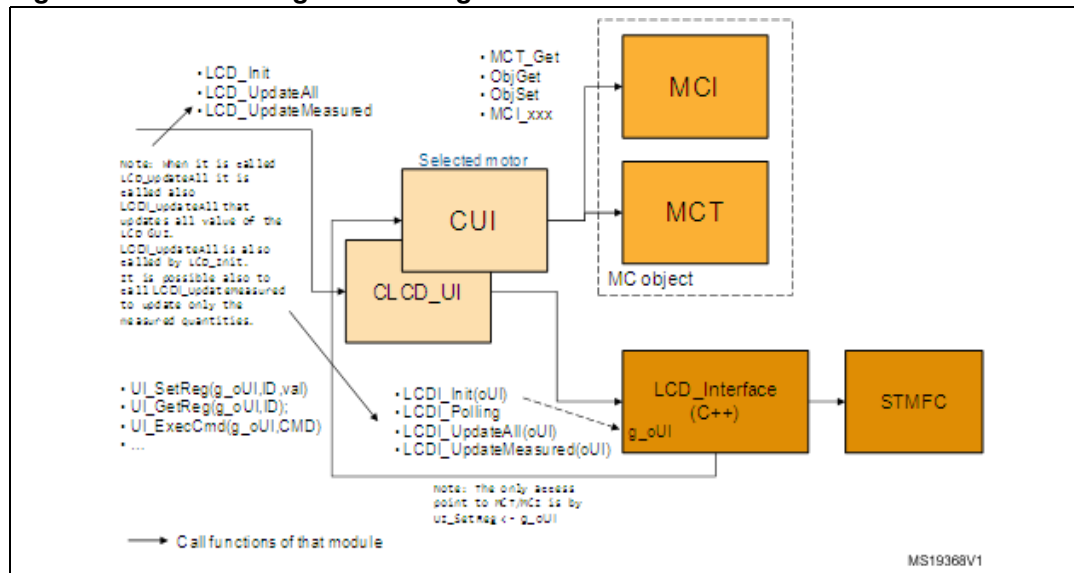 • LCD_Init
• LCD_UpdateAll
• LCD_UpdateMeasured
• MCT_Get
• ObjGet
• ObjSet
• MCI_xxx
MCI
MCT
MC object
Selected motor
CUI
CLCD_UI
Note: When it is called
LCD_UpdateAll it is
called also
LCDI_UpdateAll that
updates all value of the
LCD GUI.
LCDI_UpdateAll is also
called by LCD_Init.
It is possible also to
call LCDI_UpdateMeasured
to update only the
measured quantities.
• UI_SetReg(g_oUI,ID,val)
• UI_GetReg(g_oUI,ID);
• UI_ExecCmd(g_oUI,CMD)
• ...
• LCDI_Init(oUI)
• LCDI_Polling
• LCDI_UpdateAll(oUI)
• LCDI_UpdateMeasured(oUI)
LCD_Interface
(C++)
g_oUI
STMFC
Note: The only access
point to MCT/MCI is by
UI_SetReg <- g_oUI
Call functions of that module
MS19368V1